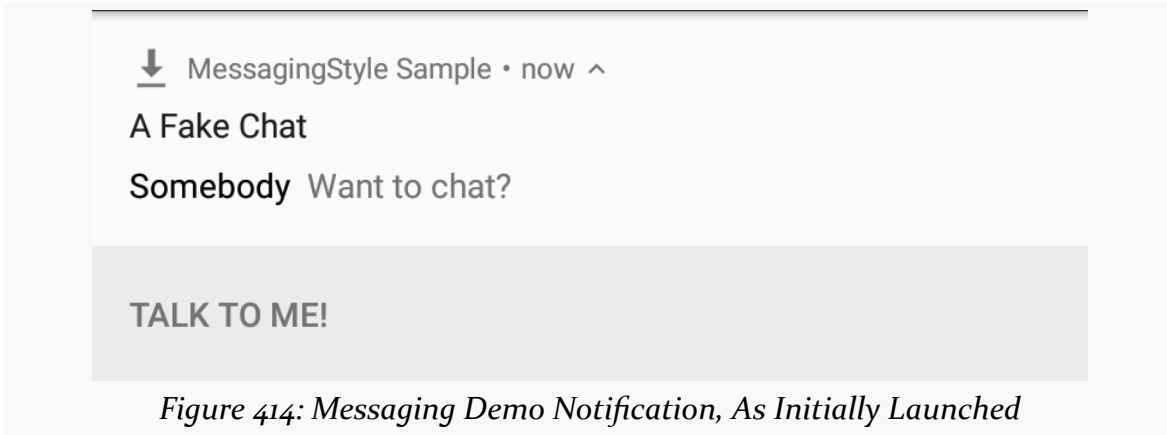 MessagingStyle Sample • now
A Fake Chat
Somebody Want to chat?
TALK TO ME!
Figure 414: Messaging Demo Notification, As Initially Launched